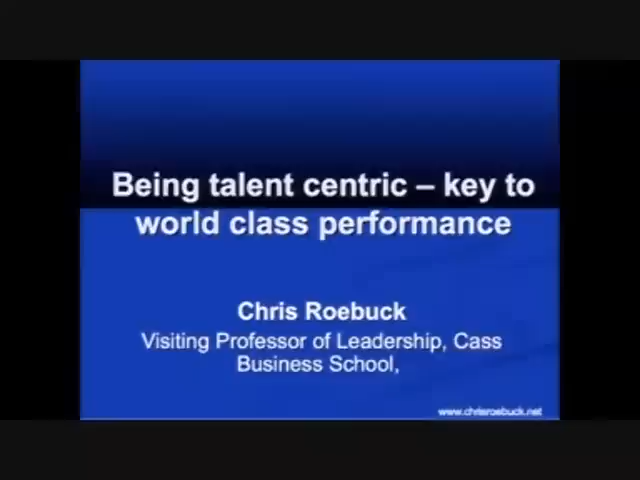 Being talent centric – key to
world class performance
Chris Roebuck
Visiting Professor of Leadership, Cass
Business School,
www.chrisroebuck.net